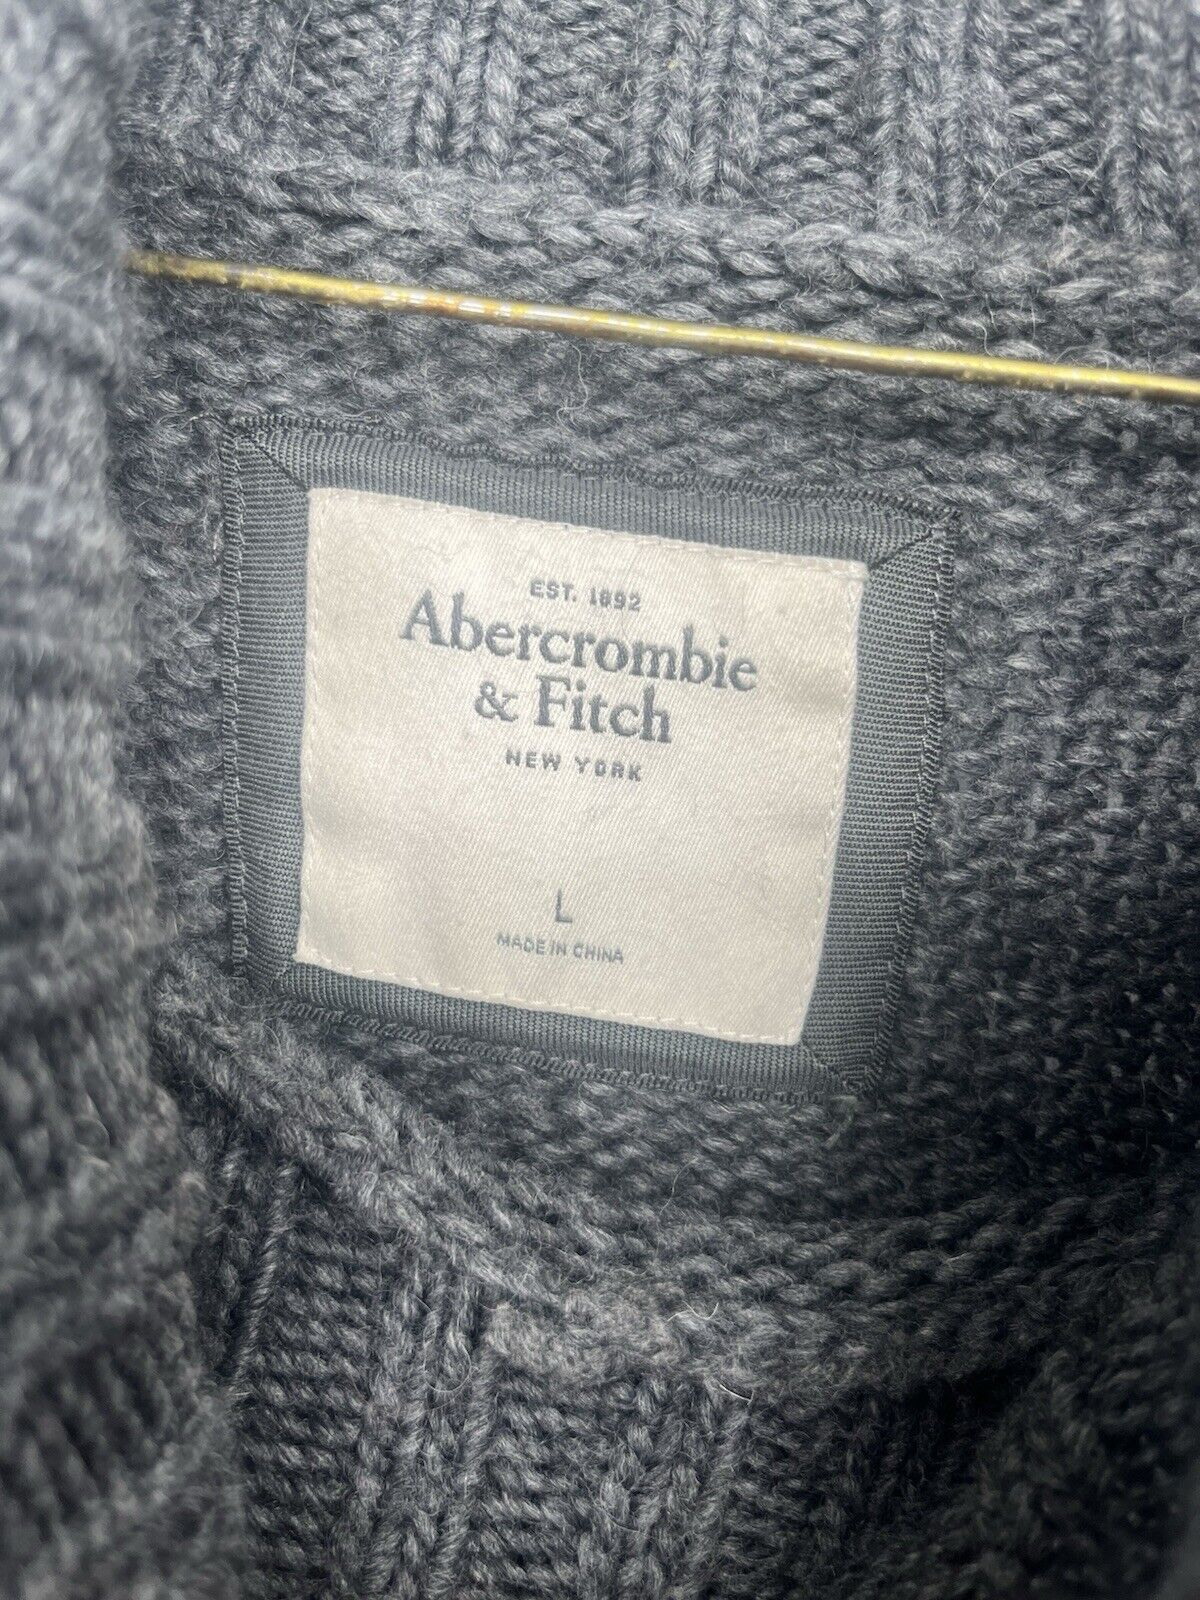 EST. 1892
Abercrombie
& Fitch
NEW YORK
L
MADE IN CHINA